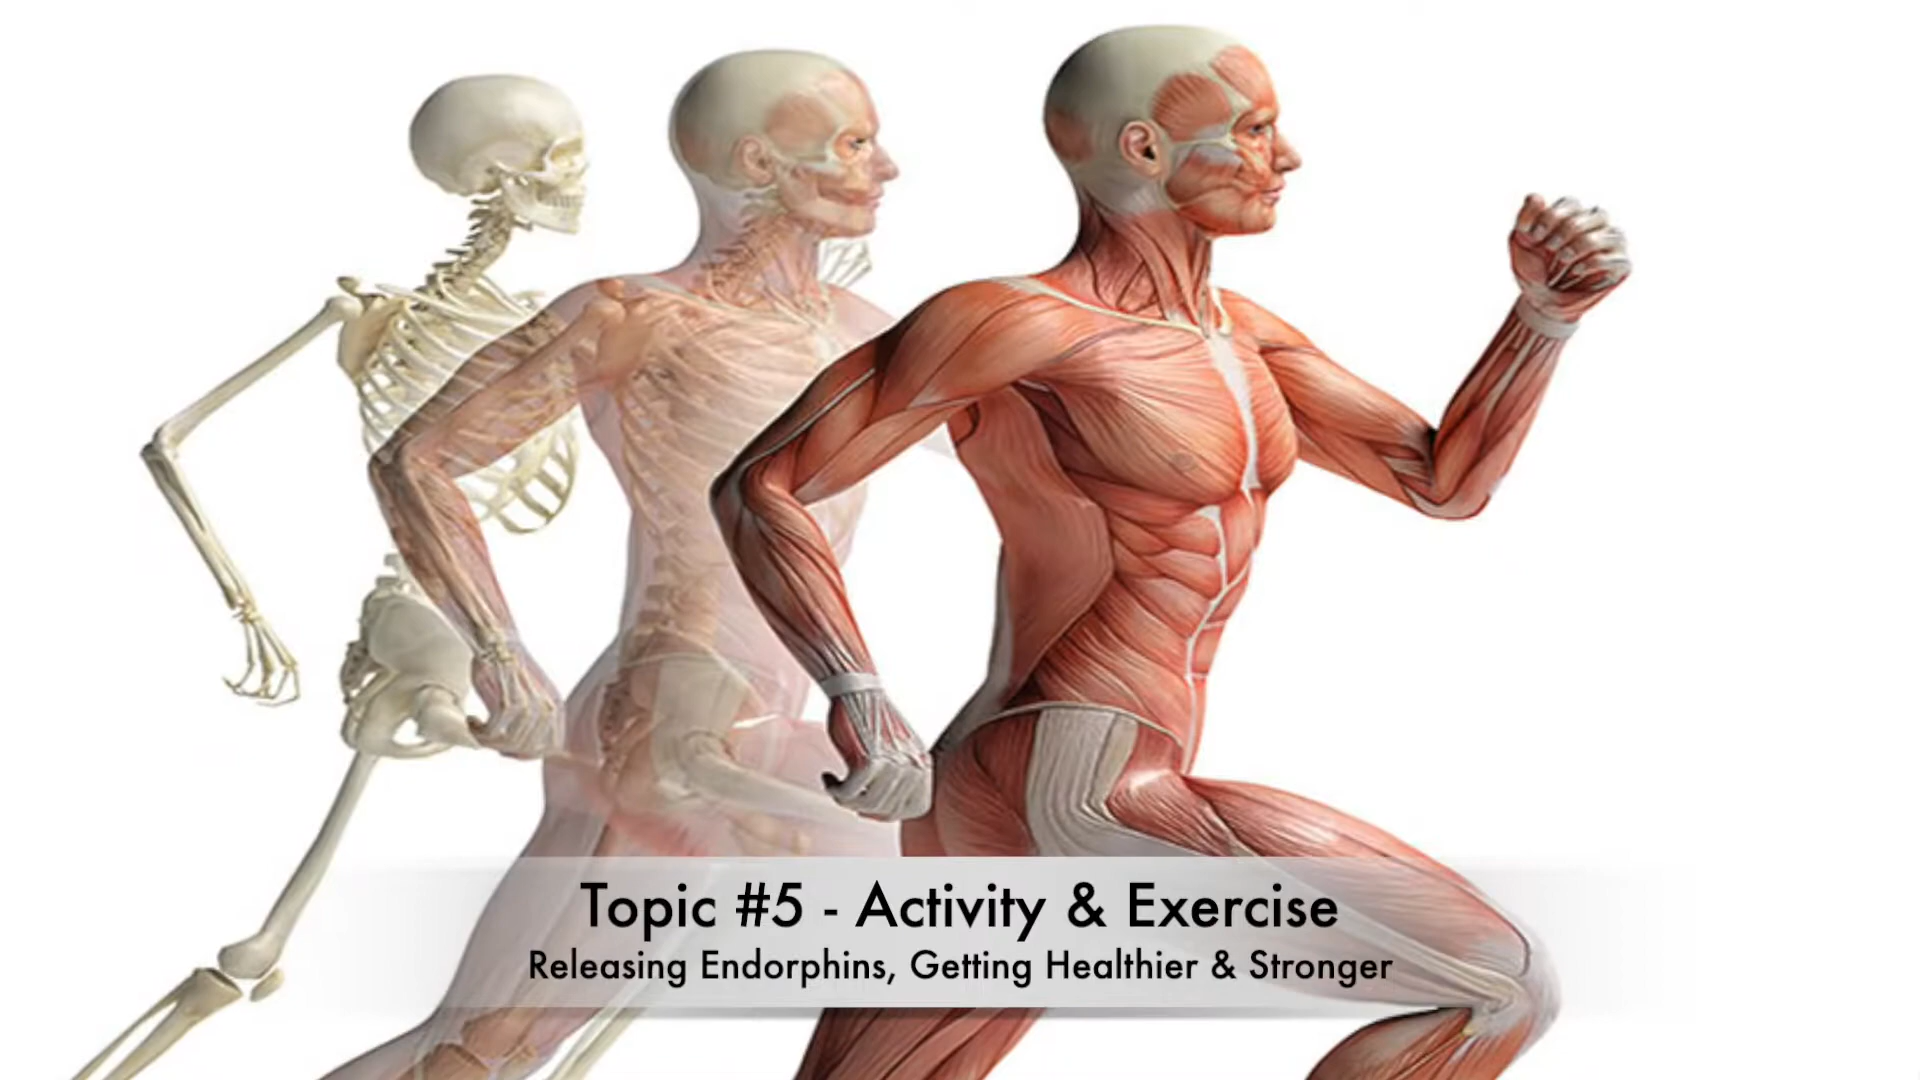 Topic #5 - Activity & Exercise
Releasing Endorphins, Getting Healthier & Stronger